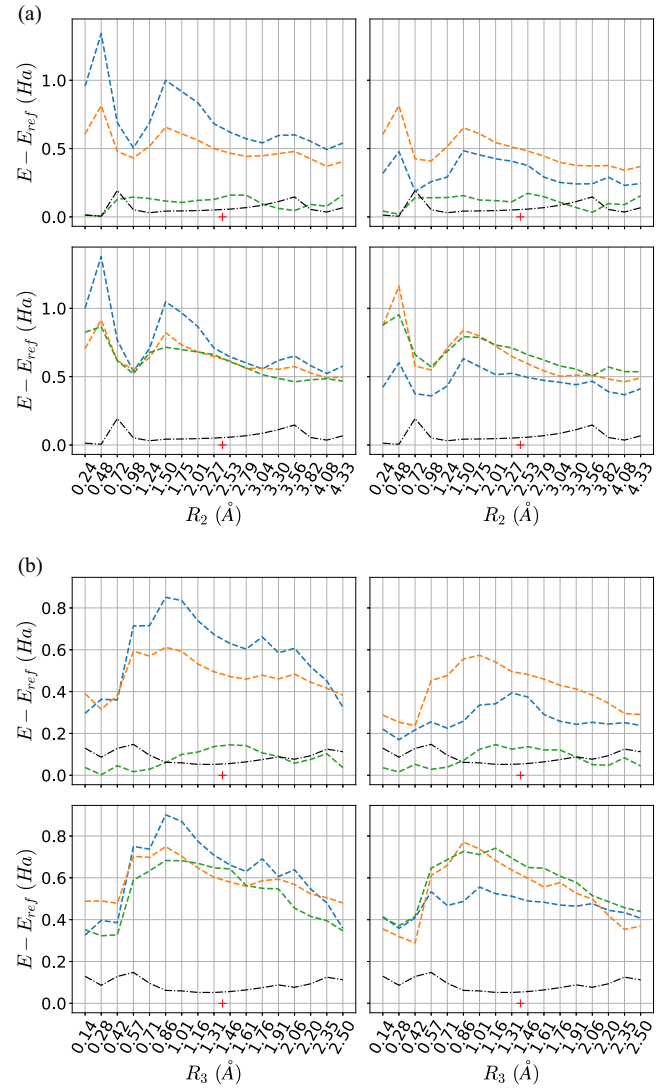 (a)
E − E_ref (Ha)
1.0
0.5
0.0
E − E_ref (Ha)
1.0
0.5
0.0
0.24 0.48 0.72 0.98 1.24 1.50 1.75 2.01 2.27 2.53 2.79 3.04 3.30 3.56 3.82 4.08 4.33
0.24 0.48 0.72 0.98 1.24 1.50 1.75 2.01 2.27 2.53 2.79 3.04 3.30 3.56 3.82 4.08 4.33
R_2 (Å)
R_2 (Å)
(b)
E − E_ref (Ha)
0.8
0.6
0.4
0.2
0.0
E − E_ref (Ha)
0.8
0.6
0.4
0.2
0.0
0.14 0.28 0.42 0.57 0.71 0.86 1.01 1.16 1.31 1.46 1.61 1.76 1.91 2.06 2.20 2.35 2.50
0.14 0.28 0.42 0.57 0.71 0.86 1.01 1.16 1.31 1.46 1.61 1.76 1.91 2.06 2.20 2.35 2.50
R_3 (Å)
R_3 (Å)